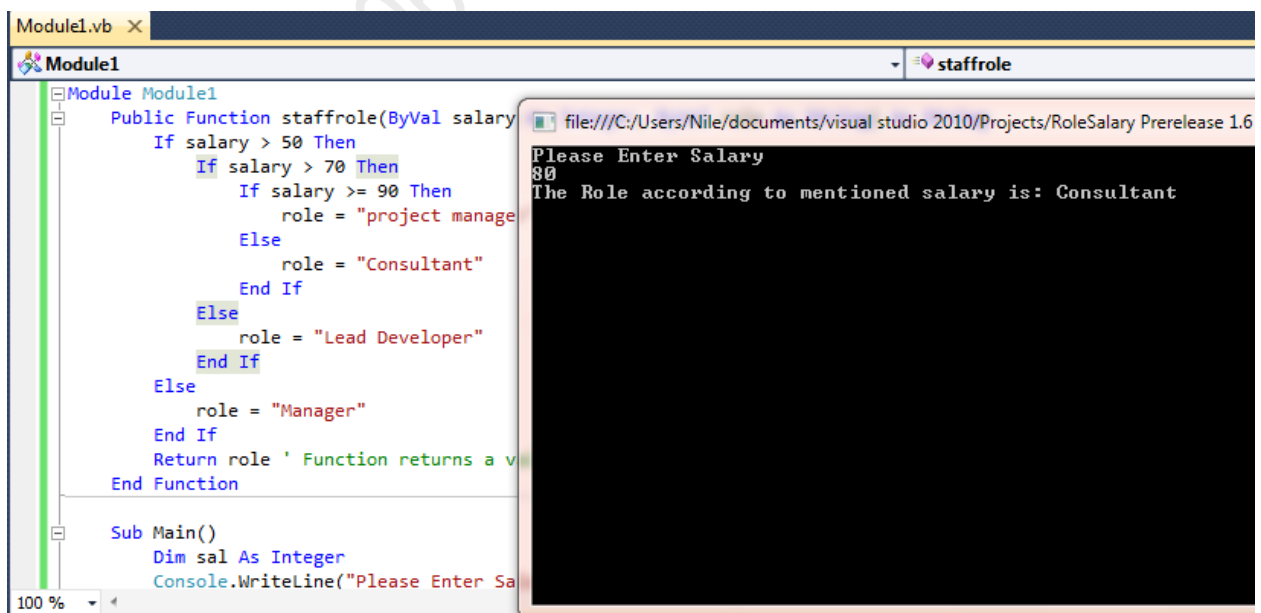 Module1.vb
Module1
staffrole
Module Module1
Public Function staffrole(ByVal salary
If salary > 50 Then
If salary > 70 Then
If salary >= 90 Then
role = "project manage
Else
role = "Consultant"
End If
Else
role = "Lead Developer"
End If
Else
role = "Manager"
End If
Return role ' Function returns a v
End Function
Sub Main()
Dim sal As Integer
Console.WriteLine("Please Enter Sa
100 %
file:///C:/Users/Nile/documents/visual studio 2010/Projects/RoleSalary Prerelease 1.6
Please Enter Salary
80
The Role according to mentioned salary is: Consultant